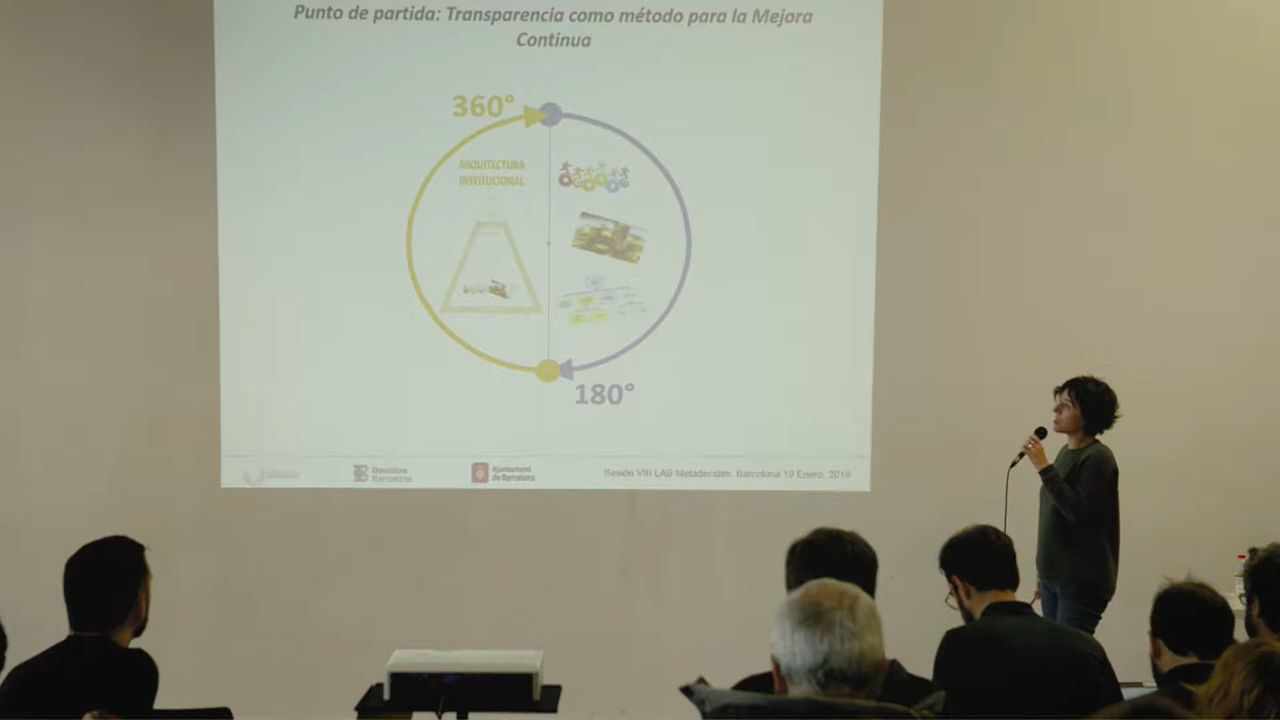 Punto de partida: Transparencia como método para la Mejora
Continua
360°
ARQUITECTURA
INSTITUCIONAL
180°
Decidim
Barcelona
Ajuntament
de Barcelona
Sesión VIII LAB Metadecidim. Barcelona 19 Enero, 2018